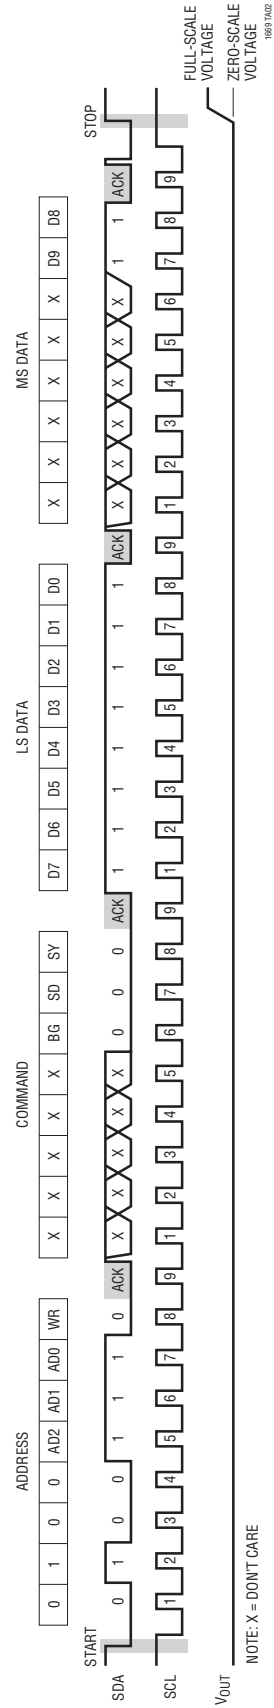 ADDRESS COMMAND LS DATA MS DATA
0 1 0 0 AD2 AD1 AD0 WR X X X X X BG SD SY D7 D6 D5 D4 D3 D2 D1 D0 X X X X X X D9 D8
START STOP
SDA 0 1 0 0 1 1 1 0 ACK X X X X X 0 0 0 ACK 1 1 1 1 1 1 1 1 ACK X X X X X X 1 1 ACK
SCL 1 2 3 4 5 6 7 8 9 1 2 3 4 5 6 7 8 9 1 2 3 4 5 6 7 8 9 1 2 3 4 5 6 7 8 9
FULL-SCALE
VOLTAGE
VOUT
ZERO-SCALE
VOLTAGE
NOTE: X = DON'T CARE
1669 TA02